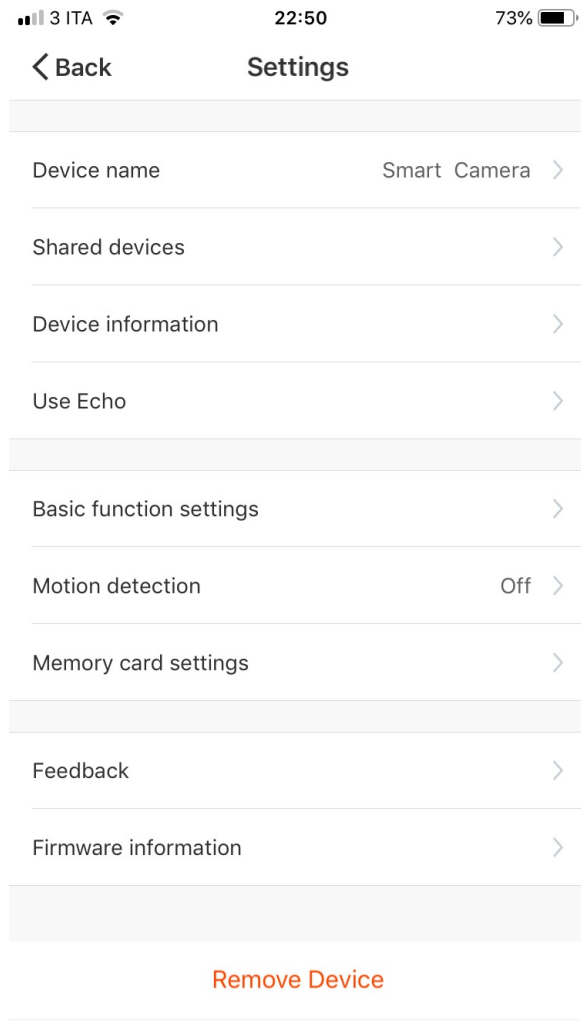 3 ITA 22:50 73%
Back Settings
Device name Smart Camera
Shared devices
Device information
Use Echo
Basic function settings
Motion detection Off
Memory card settings
Feedback
Firmware information
Remove Device